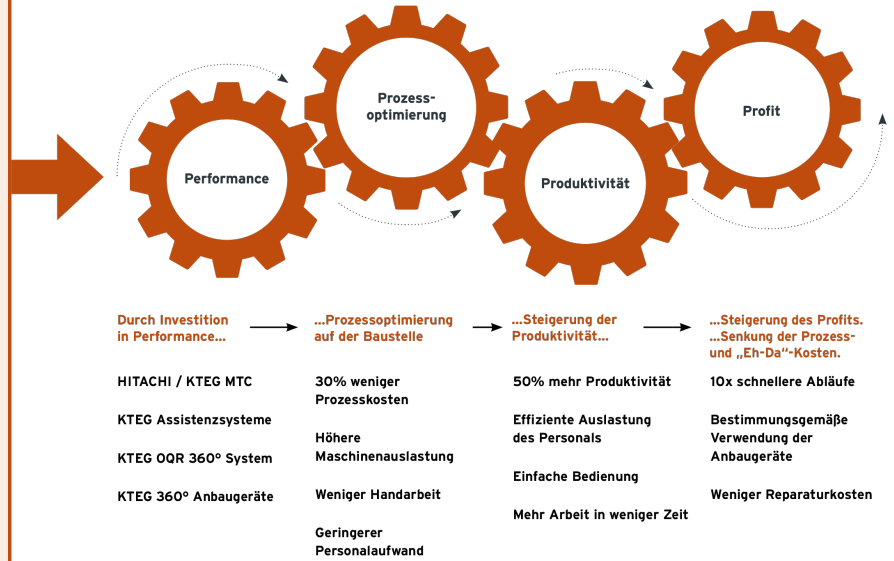 Performance
Prozess-
optimierung
Produktivität
Profit
Durch Investition
in Performance...
...Prozessoptimierung
auf der Baustelle
...Steigerung der
Produktivität...
...Steigerung des Profits.
...Senkung der Prozess-
und „Eh-Da“-Kosten.
HITACHI / KTEG MTC
KTEG Assistenzsysteme
KTEG OQR 360° System
KTEG 360° Anbaugeräte
30% weniger
Prozesskosten
Höhere
Maschinenauslastung
Weniger Handarbeit
Geringerer
Personalaufwand
50% mehr Produktivität
Effiziente Auslastung
des Personals
Einfache Bedienung
Mehr Arbeit in weniger Zeit
10x schnellere Abläufe
Bestimmungsgemäße
Verwendung der
Anbaugeräte
Weniger Reparaturkosten